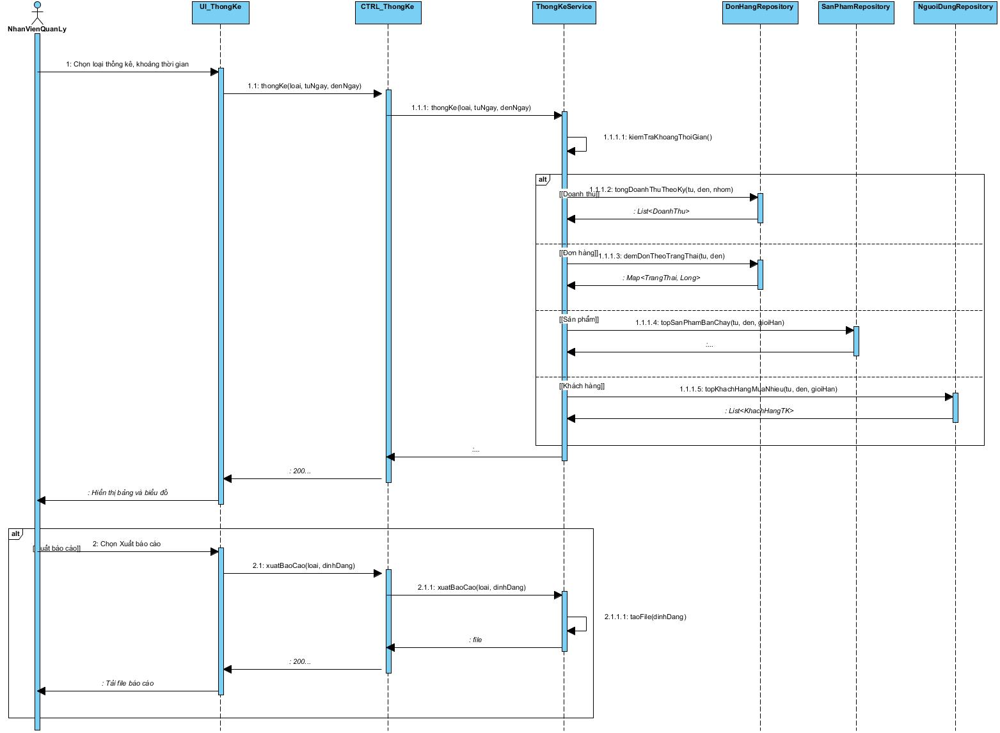 UI_ThongKe
CTRL_ThongKe
ThongKeService
DonHangRepository
SanPhamRepository
NguoiDungRepository
NhanVienQuanLy
1: Chọn loại thống kê, khoảng thời gian
1.1: thongKe(loai, tuNgay, denNgay)
1.1.1: thongKe(loai, tuNgay, denNgay)
1.1.1.1: kiemTraKhoangThoiGian()
alt
[[Doanh thu]]
1.1.1.2: tongDoanhThuTheoKy(tu, den, nhom)
: List<DoanhThu>
[[Đơn hàng]]
1.1.1.3: demDonTheoTrangThai(tu, den)
: Map<TrangThai, Long>
[[Sản phẩm]]
1.1.1.4: topSanPhamBanChay(tu, den, gioiHan)
:...
[[Khách hàng]]
1.1.1.5: topKhachHangMuaNhieu(tu, den, gioiHan)
: List<KhachHangTK>
:...
: 200...
: Hiển thị bảng và biểu đồ
alt
báo cáo]]
2: Chọn Xuất báo cáo
2.1: xuatBaoCao(loai, dinhDang)
2.1.1: xuatBaoCao(loai, dinhDang)
2.1.1.1: taoFile(dinhDang)
: file
: 200...
: Tải file báo cáo